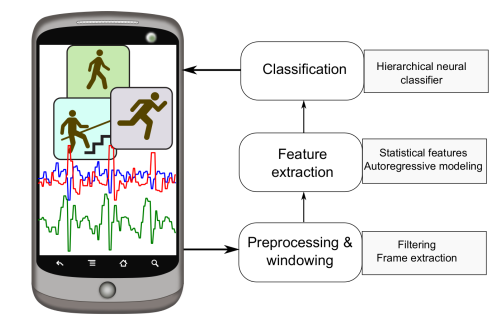 Classification
Hierarchical neural
classifier
Feature
extraction
Statistical features
Autoregressive modeling
Preprocessing &
windowing
Filtering
Frame extraction